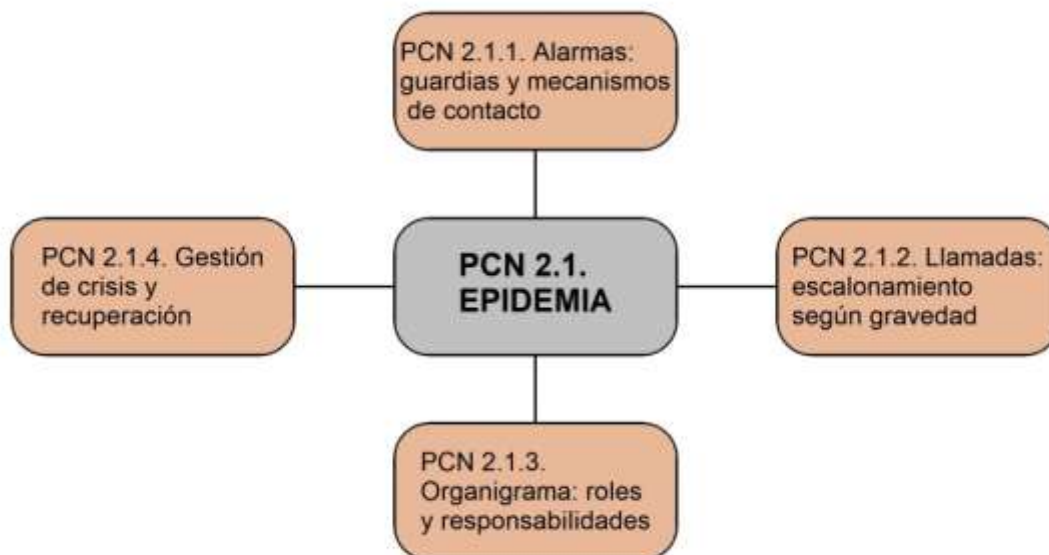 PCN 2.1.1. Alarmas:
guardias y mecanismos
de contacto
PCN 2.1.4. Gestión
de crisis y
recuperación
PCN 2.1.
EPIDEMIA
PCN 2.1.2. Llamadas:
escalonamiento
según gravedad
PCN 2.1.3.
Organigrama: roles
y responsabilidades